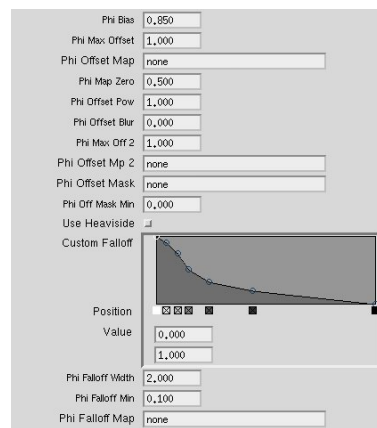 Phi Bias 0.850
Phi Max Offset 1.000
Phi Offset Map none
Phi Map Zero 0.500
Phi Offset Pow 1.000
Phi Offset Blur 0.000
Phi Max Off 2 1.000
Phi Offset Mp 2 none
Phi Offset Mask none
Phi Off Mask Min 0.000
Use Heaviside
Custom Falloff
Position
Value 0.000
1.000
Phi Falloff Width 2.000
Phi Falloff Min 0.100
Phi Falloff Map none